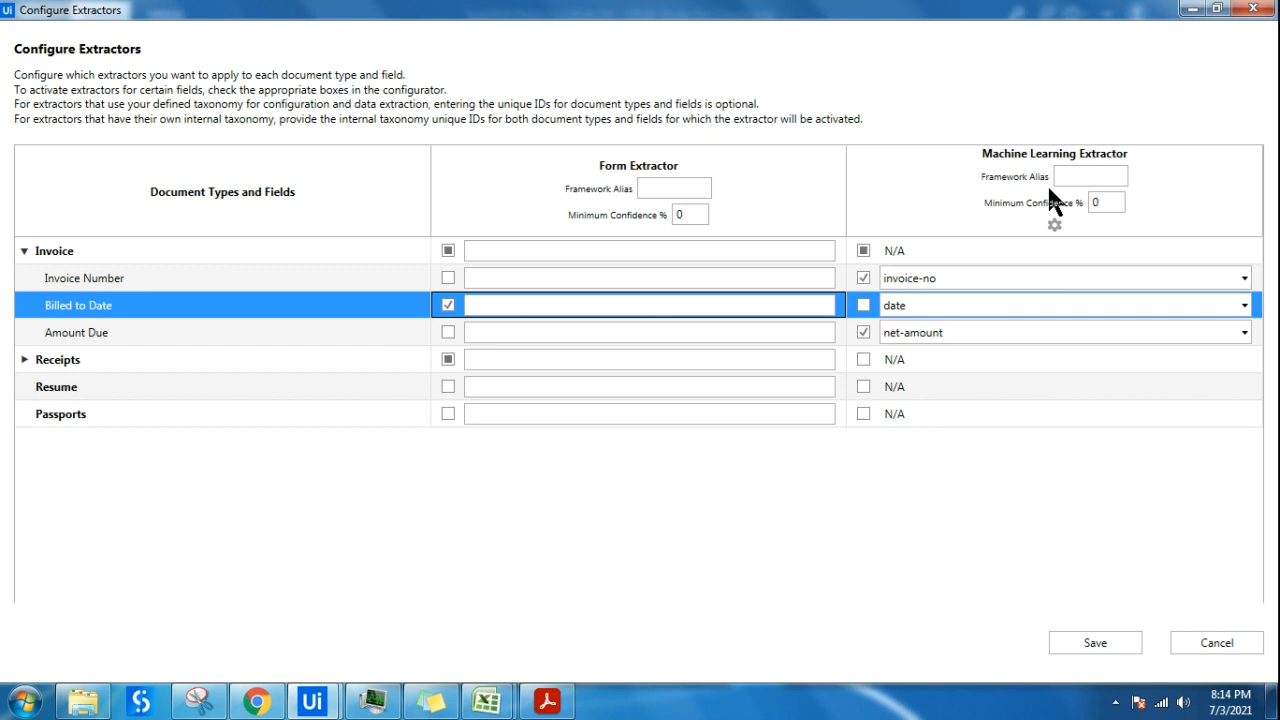 Ui Configure Extractors
Configure Extractors
Configure which extractors you want to apply to each document type and field.
To activate extractors for certain fields, check the appropriate boxes in the configurator.
For extractors that use your defined taxonomy for configuration and data extraction, entering the unique IDs for document types and fields is optional.
For extractors that have their own internal taxonomy, provide the internal taxonomy unique IDs for both document types and fields for which the extractor will be activated.
Document Types and Fields
Form Extractor
Framework Alias
Minimum Confidence % 0
Machine Learning Extractor
Framework Alias
Minimum Confidence % 0
Invoice N/A
Invoice Number invoice-no
Billed to Date date
Amount Due net-amount
Receipts N/A
Resume N/A
Passports N/A
Save Cancel
Ui
8:14 PM
7/3/2021